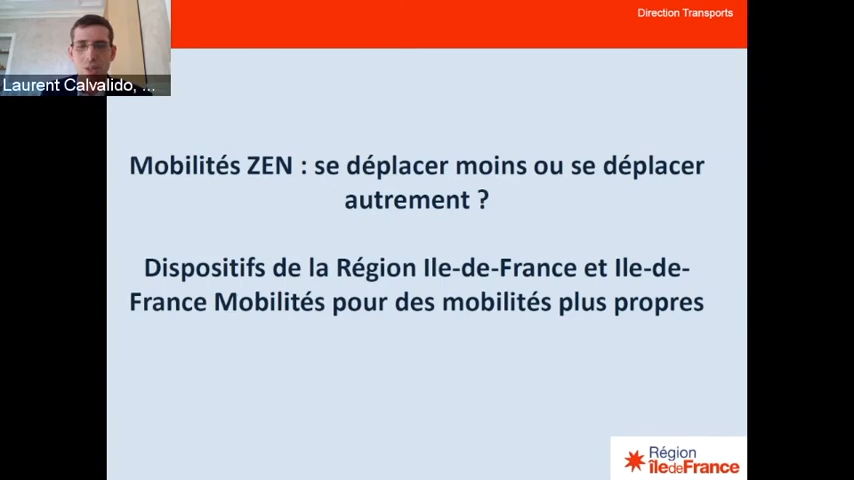 Direction Transports
Laurent Calvalido, ...
Mobilités ZEN : se déplacer moins ou se déplacer
autrement ?
Dispositifs de la Région Ile-de-France et Ile-de-
France Mobilités pour des mobilités plus propres
Région
îledeFrance